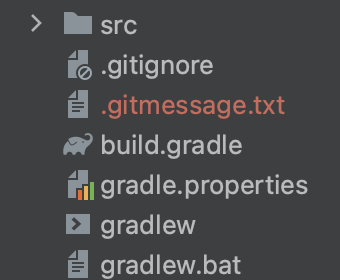 src
.gitignore
.gitmessage.txt
build.gradle
gradle.properties
gradlew
gradlew.bat